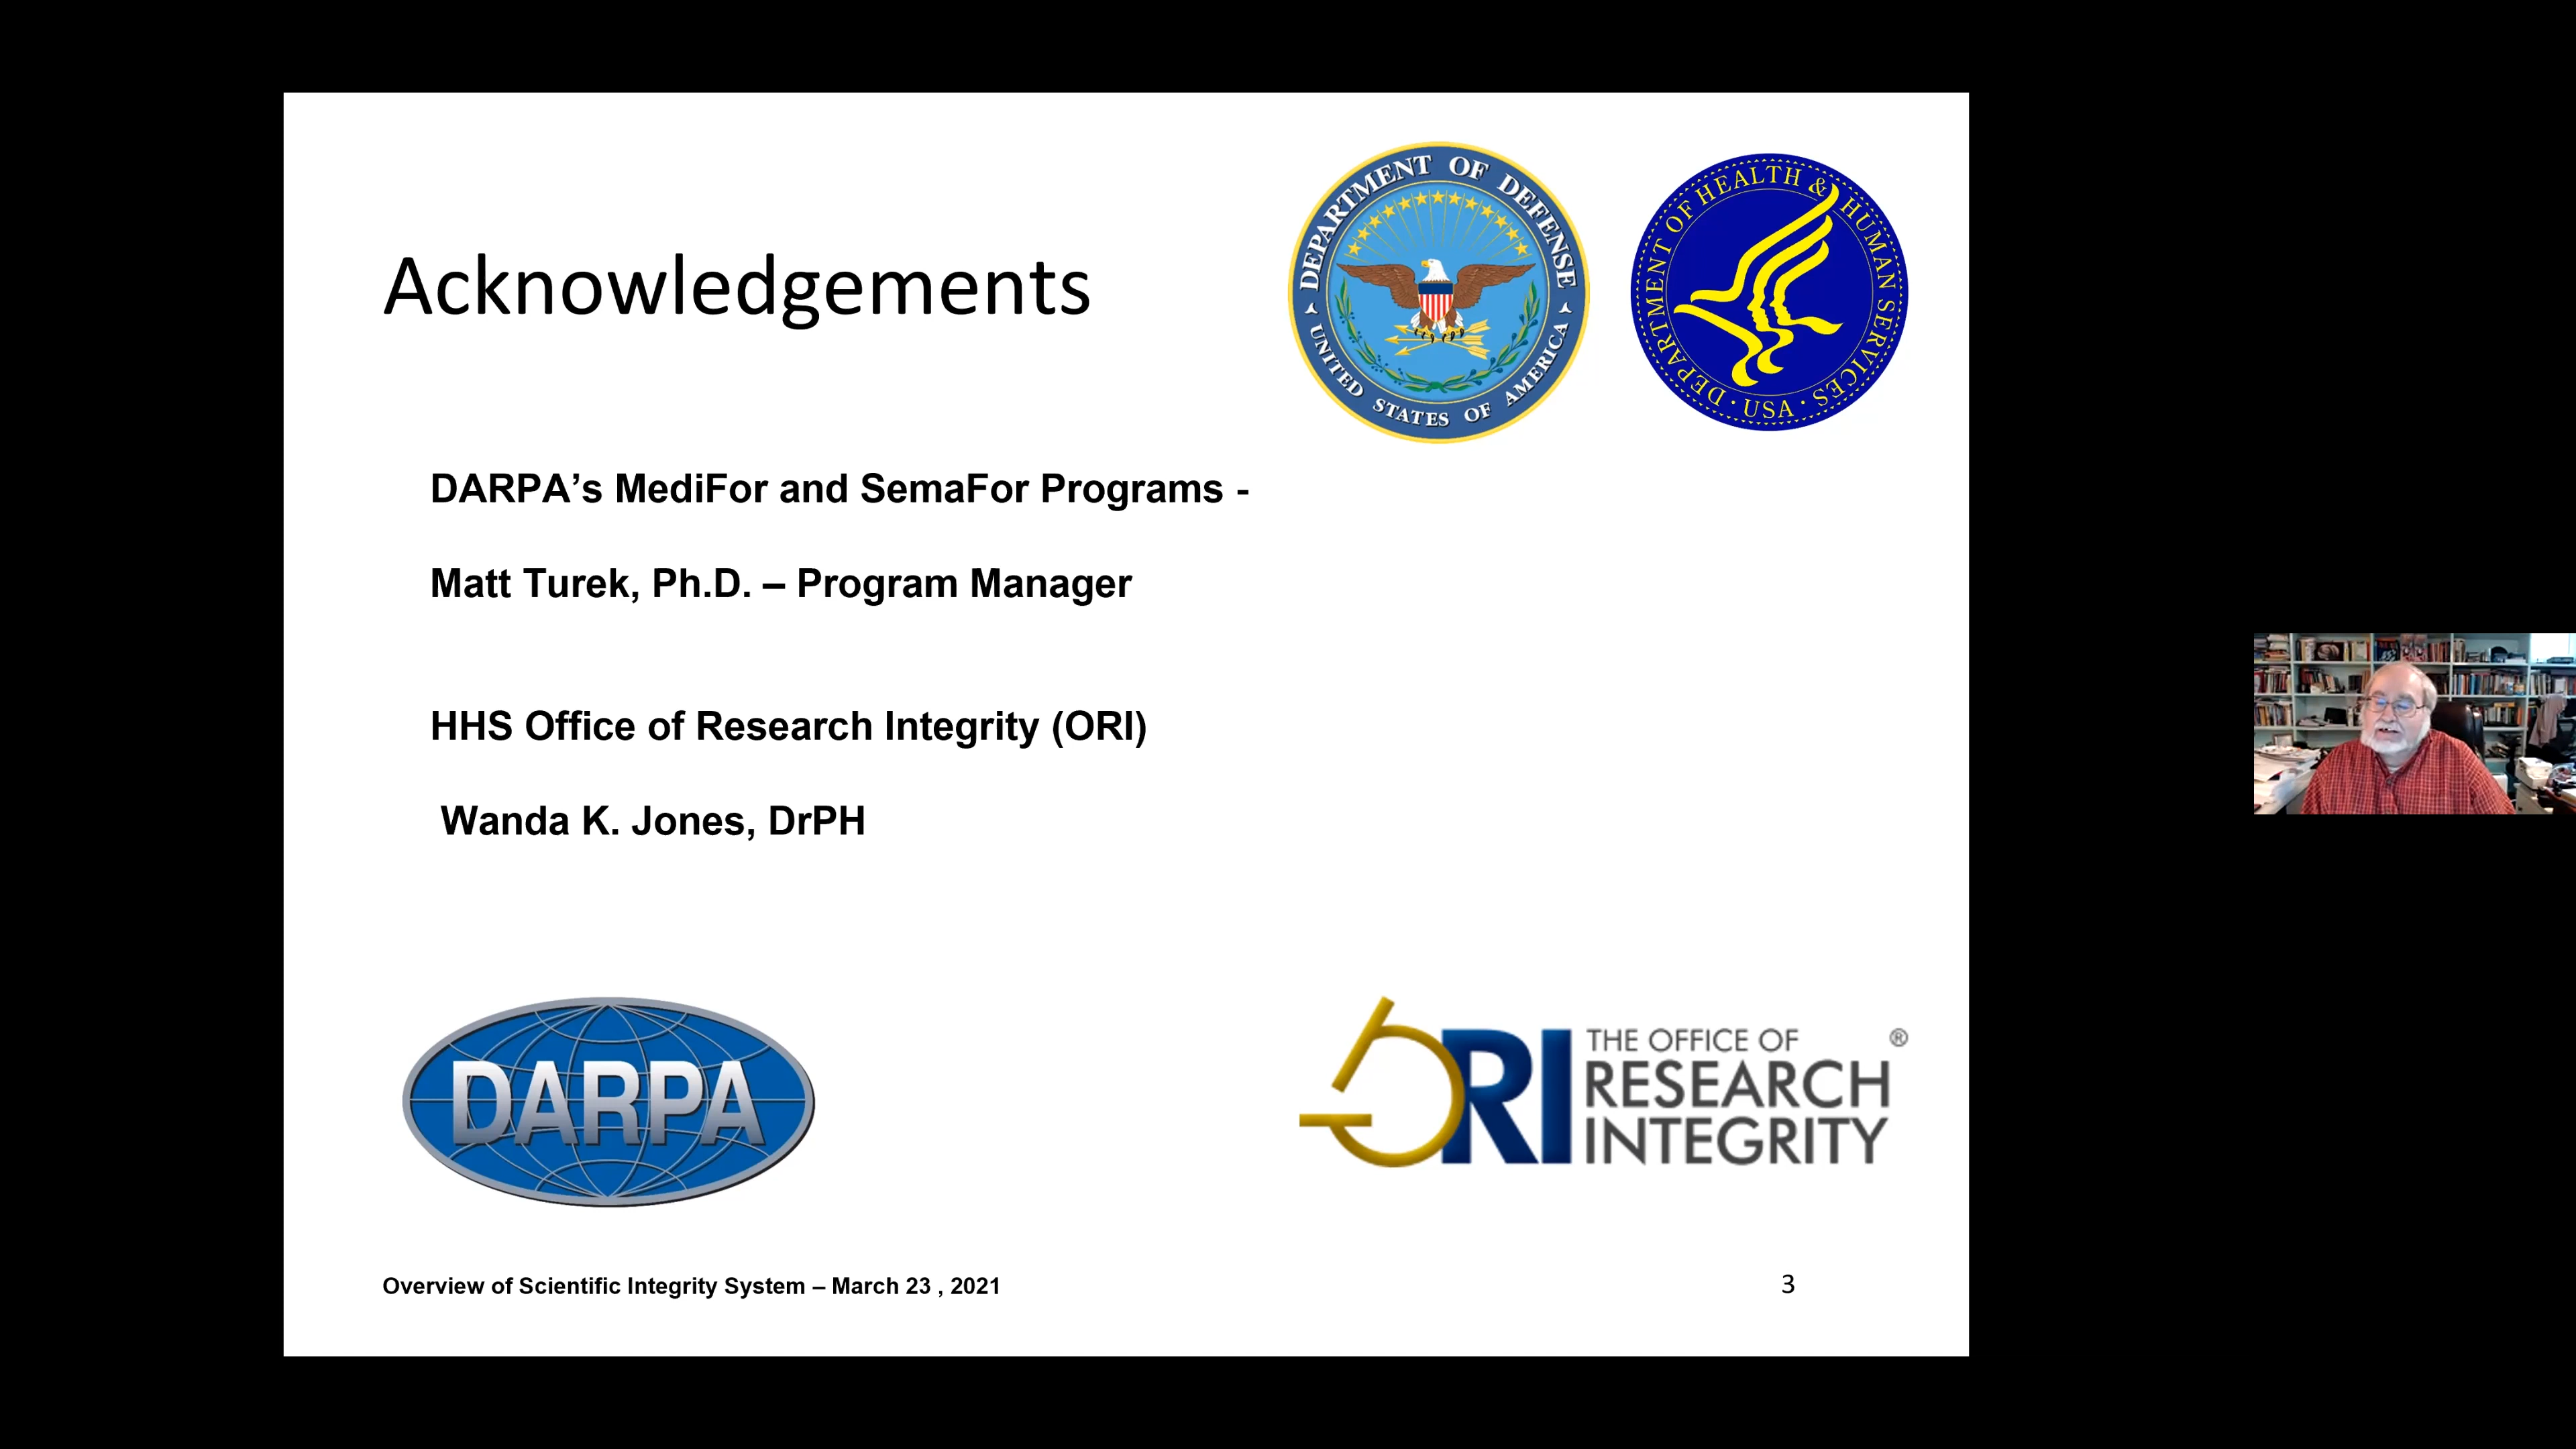 Acknowledgements
DEPARTMENT OF DEFENSE
UNITED STATES OF AMERICA
DEPARTMENT OF HEALTH & HUMAN SERVICES
· USA ·
DARPA’s MediFor and SemaFor Programs -
Matt Turek, Ph.D. – Program Manager
HHS Office of Research Integrity (ORI)
Wanda K. Jones, DrPH
DARPA
ORI
THE OFFICE OF ®
RESEARCH
INTEGRITY
Overview of Scientific Integrity System – March 23 , 2021
3